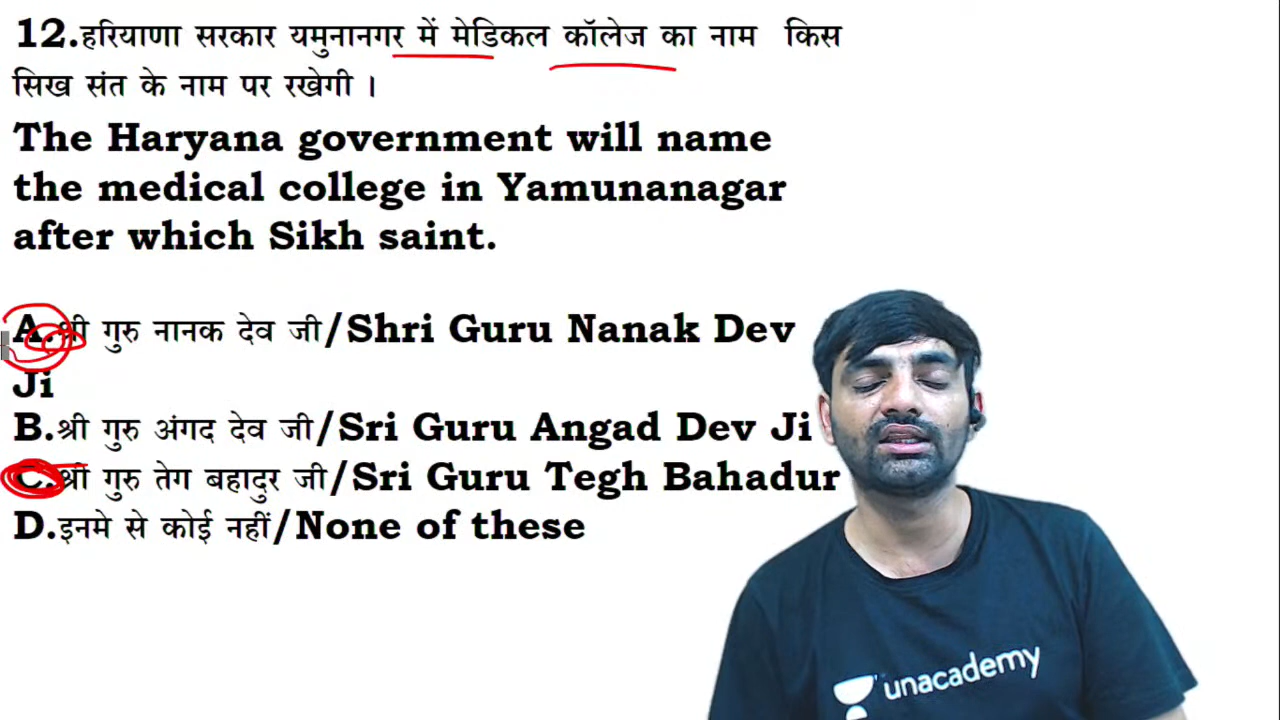 12.हरियाणा सरकार यमुनानगर में मेडिकल कॉलेज का नाम किस
सिख संत के नाम पर रखेगी ।
The Haryana government will name
the medical college in Yamunanagar
after which Sikh saint.
A.श्री गुरु नानक देव जी/Shri Guru Nanak Dev
Ji
B.श्री गुरु अंगद देव जी/Sri Guru Angad Dev Ji
C.श्री गुरु तेग बहादुर जी/Sri Guru Tegh Bahadur
D.इनमे से कोई नहीं/None of these
unacademy